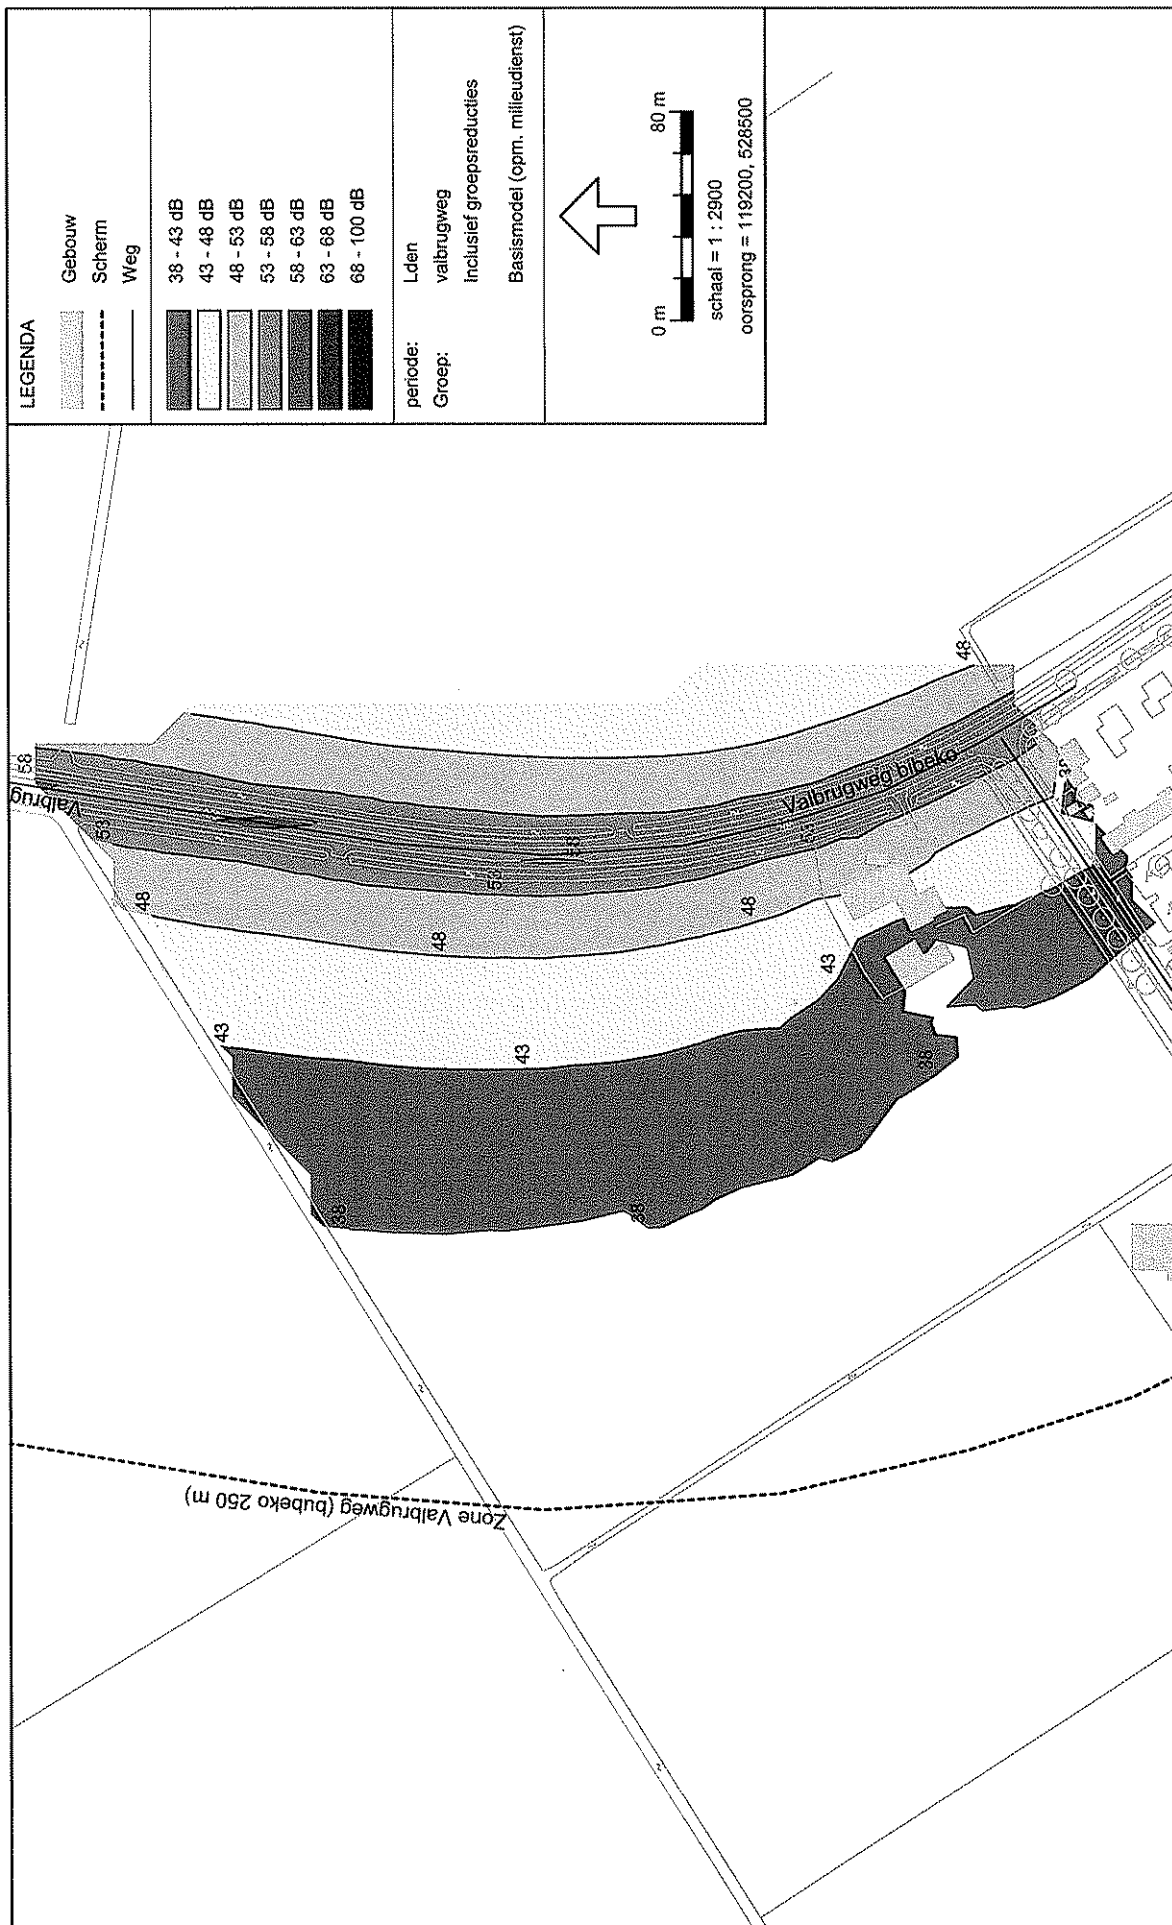 LEGENDA
Gebouw
Scherm
Weg
38 - 43 dB
43 - 48 dB
48 - 53 dB
53 - 58 dB
58 - 63 dB
63 - 68 dB
68 - 100 dB
periode: Lden
Groep: valbrugweg
Inclusief groepsreducties
Basismodel (opm. milieudienst)
0 m 80 m
schaal = 1 : 2900
oorsprong = 119200, 528500
58
Valbrug
53
48
43
38
58
53
48
43
38
Valbrugweg bibeko
53
48
43
38
48
Zone Valbrugweg (bubeko 250 m)